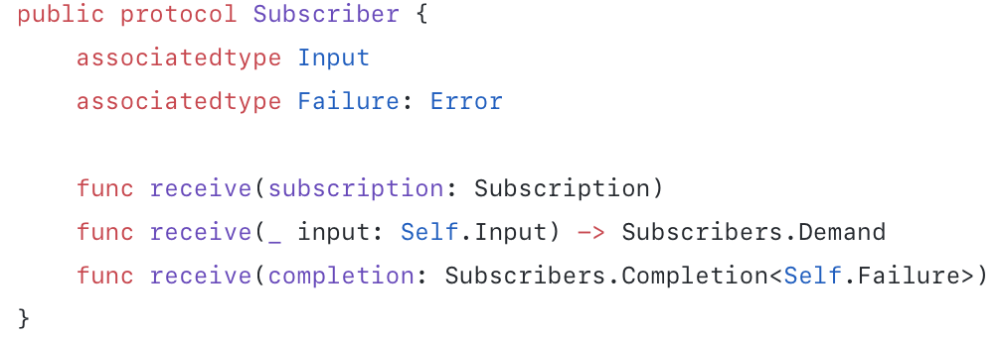 public protocol Subscriber {
    associatedtype Input
    associatedtype Failure: Error

    func receive(subscription: Subscription)
    func receive(_ input: Self.Input) -> Subscribers.Demand
    func receive(completion: Subscribers.Completion<Self.Failure>)
}